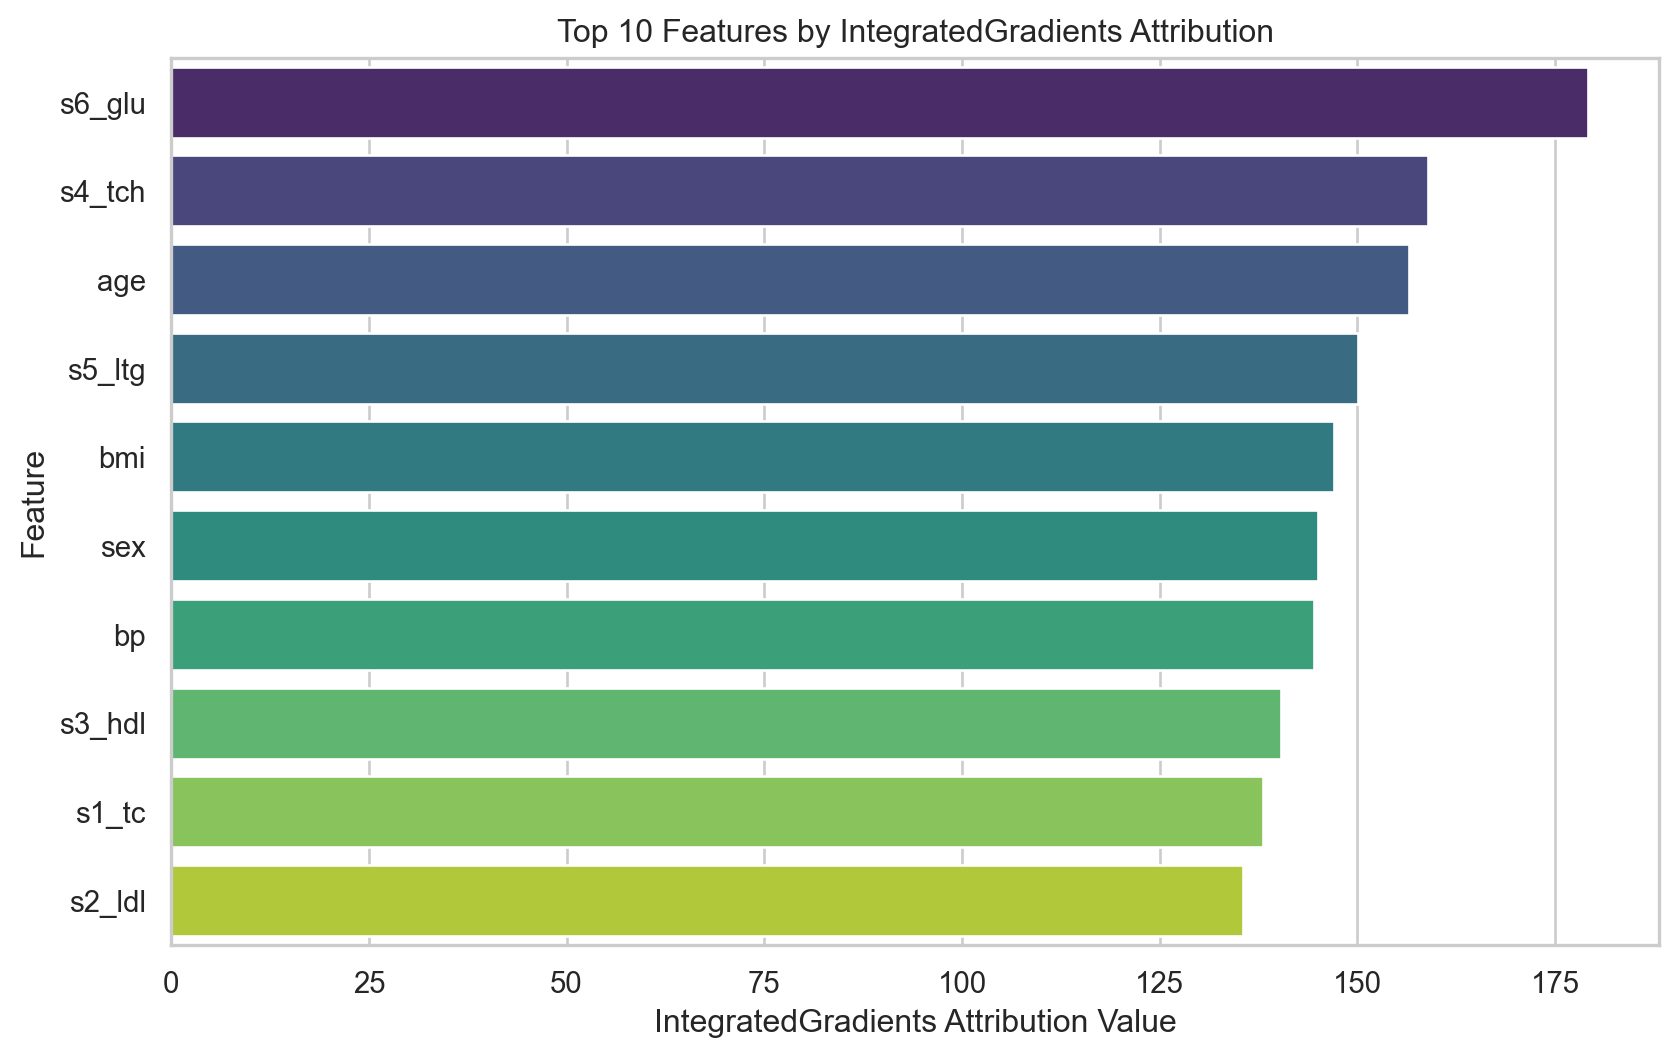 Top 10 Features by IntegratedGradients Attribution
s6_glu
s4_tch
age
s5_ltg
bmi
sex
bp
s3_hdl
s1_tc
s2_ldl
Feature
0 25 50 75 100 125 150 175
IntegratedGradients Attribution Value